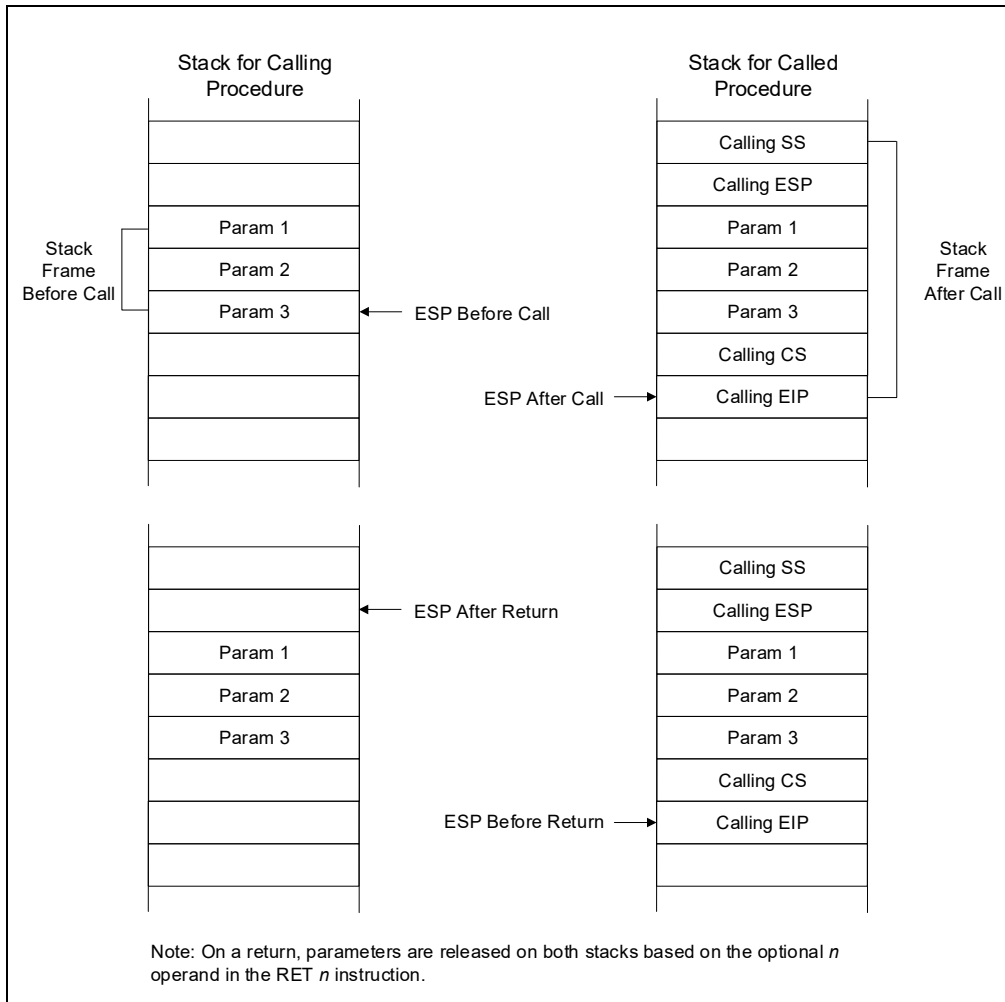 Stack for Calling
Procedure
Stack for Called
Procedure
Calling SS
Calling ESP
Param 1
Param 1
Stack
Frame
Before Call
Param 2
Param 2
Stack
Frame
After Call
Param 3
ESP Before Call
Param 3
Calling CS
ESP After Call
Calling EIP
Calling SS
ESP After Return
Calling ESP
Param 1
Param 1
Param 2
Param 2
Param 3
Param 3
Calling CS
ESP Before Return
Calling EIP
Note: On a return, parameters are released on both stacks based on the optional n
operand in the RET n instruction.